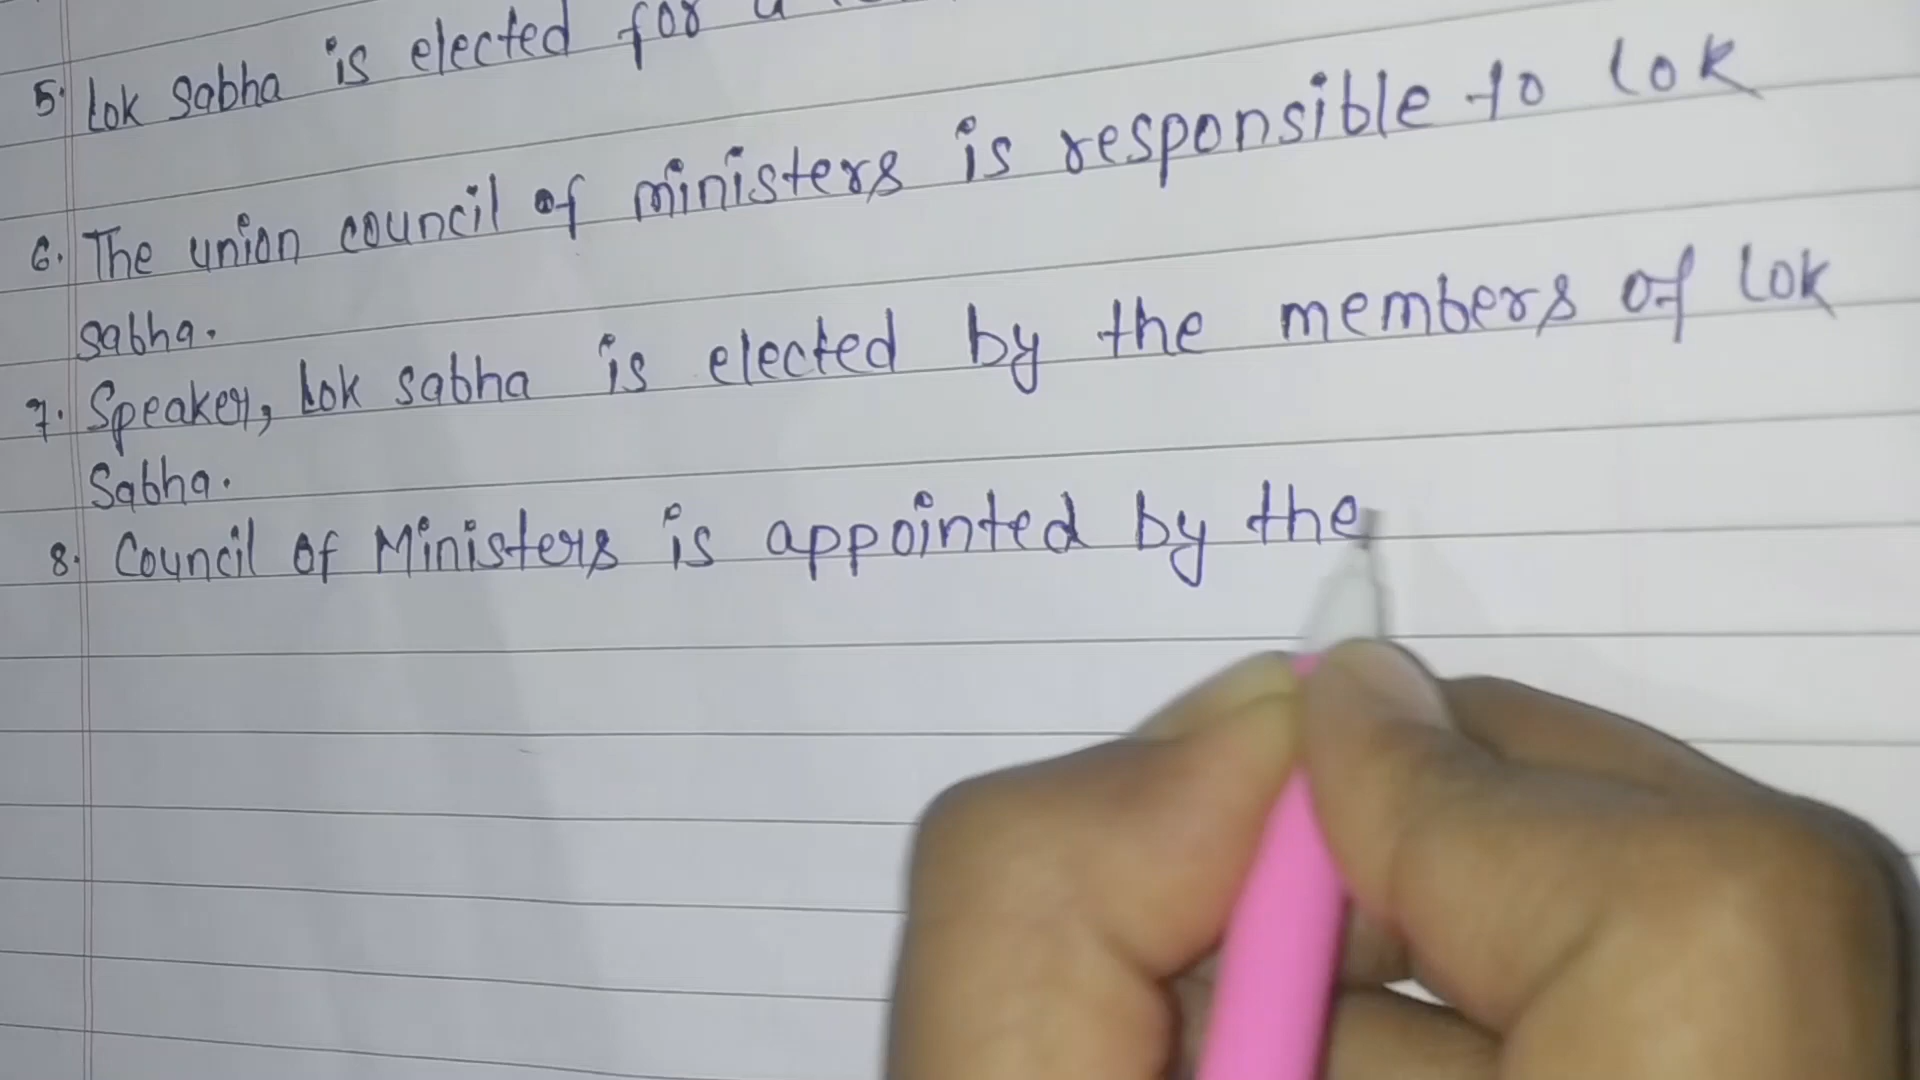 5. Lok Sabha is elected for a
6. The union council of ministers is responsible to Lok
Sabha.
7. Speaker, Lok Sabha is elected by the members of Lok
Sabha.
8. Council of Ministers is appointed by the